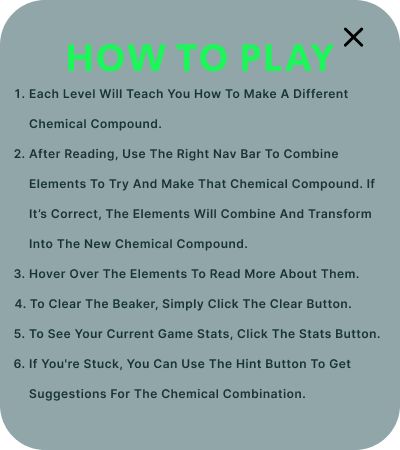 HOW TO PLAY
1. Each Level Will Teach You How To Make A Different
Chemical Compound.
2. After Reading, Use The Right Nav Bar To Combine
Elements To Try And Make That Chemical Compound. If
It’s Correct, The Elements Will Combine And Transform
Into The New Chemical Compound.
3. Hover Over The Elements To Read More About Them.
4. To Clear The Beaker, Simply Click The Clear Button.
5. To See Your Current Game Stats, Click The Stats Button.
6. If You're Stuck, You Can Use The Hint Button To Get
Suggestions For The Chemical Combination.